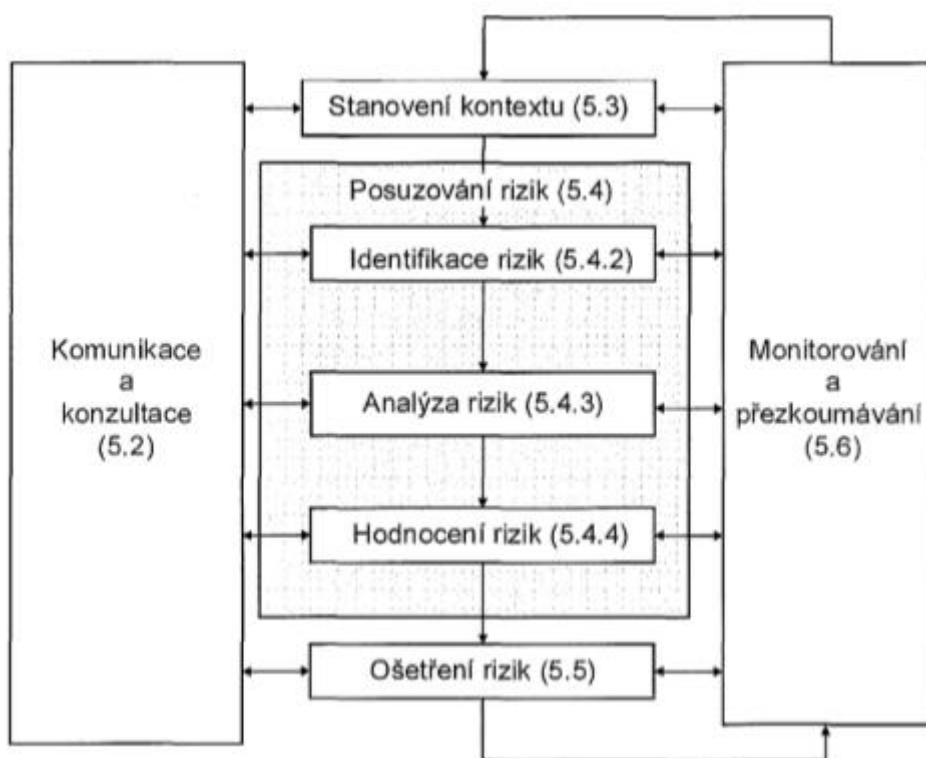 Stanovení kontextu (5.3)
Posuzování rizik (5.4)
Identifikace rizik (5.4.2)
Komunikace
a
konzultace
(5.2)
Analýza rizik (5.4.3)
Monitorování
a
přezkoumávání
(5.6)
Hodnocení rizik (5.4.4)
Ošetření rizik (5.5)